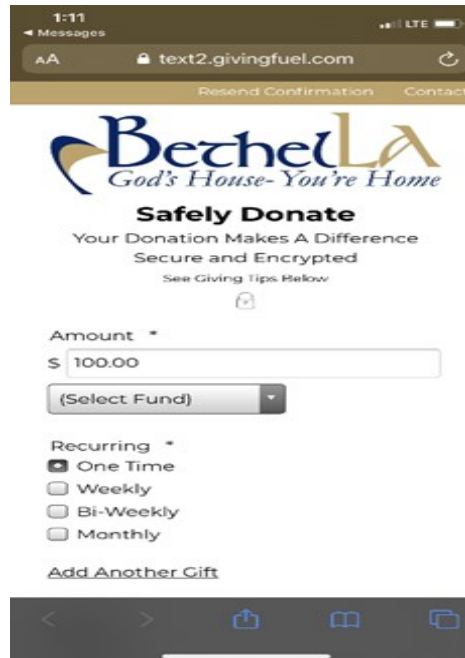 1:11
LTE
◀ Messages
AA text2.givingfuel.com
Resend Confirmation Contact
BethelLA
God's House-You're Home
Safely Donate
Your Donation Makes A Difference
Secure and Encrypted
See Giving Tips Below
Amount *
$ 100.00
(Select Fund)
Recurring *
One Time
Weekly
Bi-Weekly
Monthly
Add Another Gift